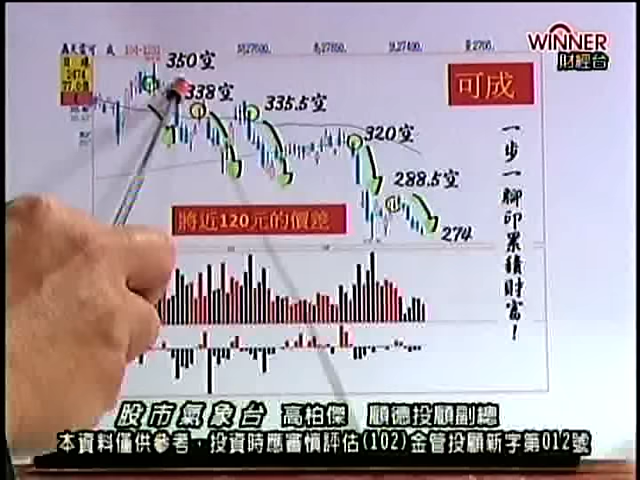 WINNER
財經台
350空
338空
335.5空
320空
288.5空
274
可成
一步一腳印累積財富！
將近120元的價差
日線
2474
股市氣象台 高柏傑 顧德投顧副總
本資料僅供參考，投資時應審慎評估(102)金管投顧新字第012號